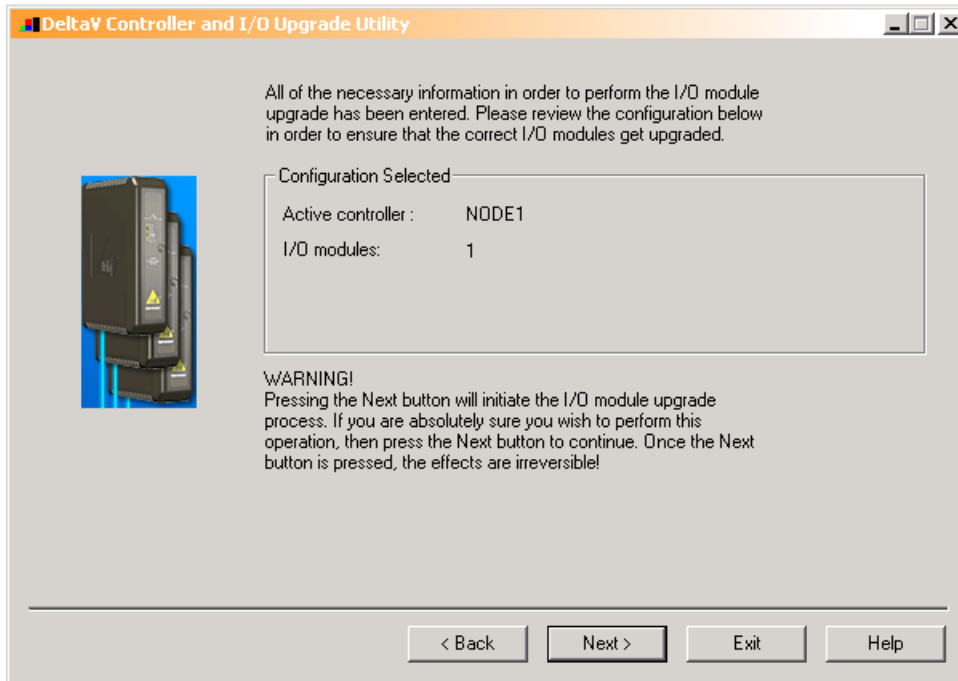 DeltaV Controller and I/O Upgrade Utility
All of the necessary information in order to perform the I/O module
upgrade has been entered. Please review the configuration below
in order to ensure that the correct I/O modules get upgraded.
Configuration Selected
Active controller : NODE1
I/O modules: 1
WARNING!
Pressing the Next button will initiate the I/O module upgrade
process. If you are absolutely sure you wish to perform this
operation, then press the Next button to continue. Once the Next
button is pressed, the effects are irreversible!
< Back Next > Exit Help